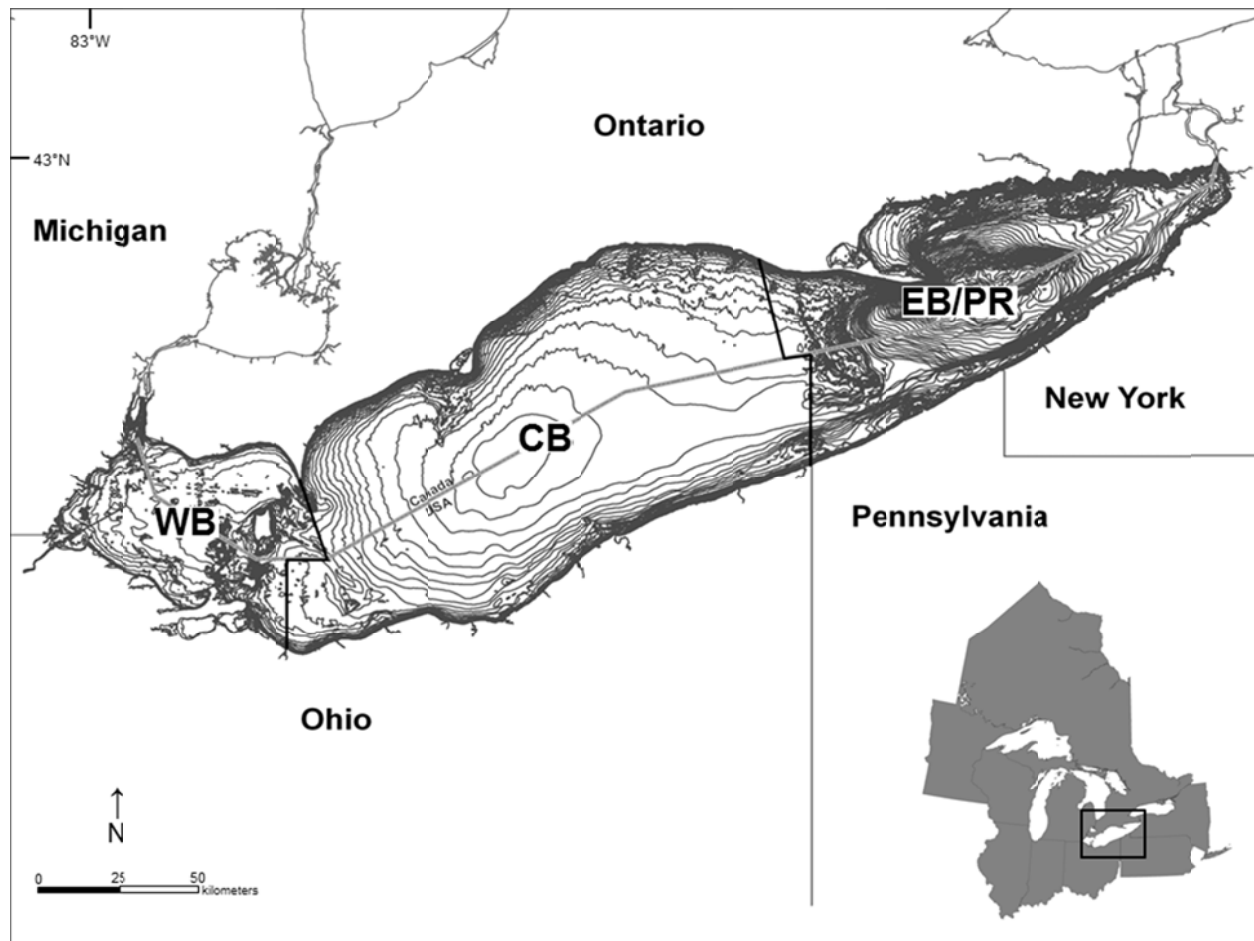 83°W
Ontario
43°N
Michigan
EB/PR
New York
CB
Canada
USA
WB
Pennsylvania
Ohio
N
0 25 50
kilometers